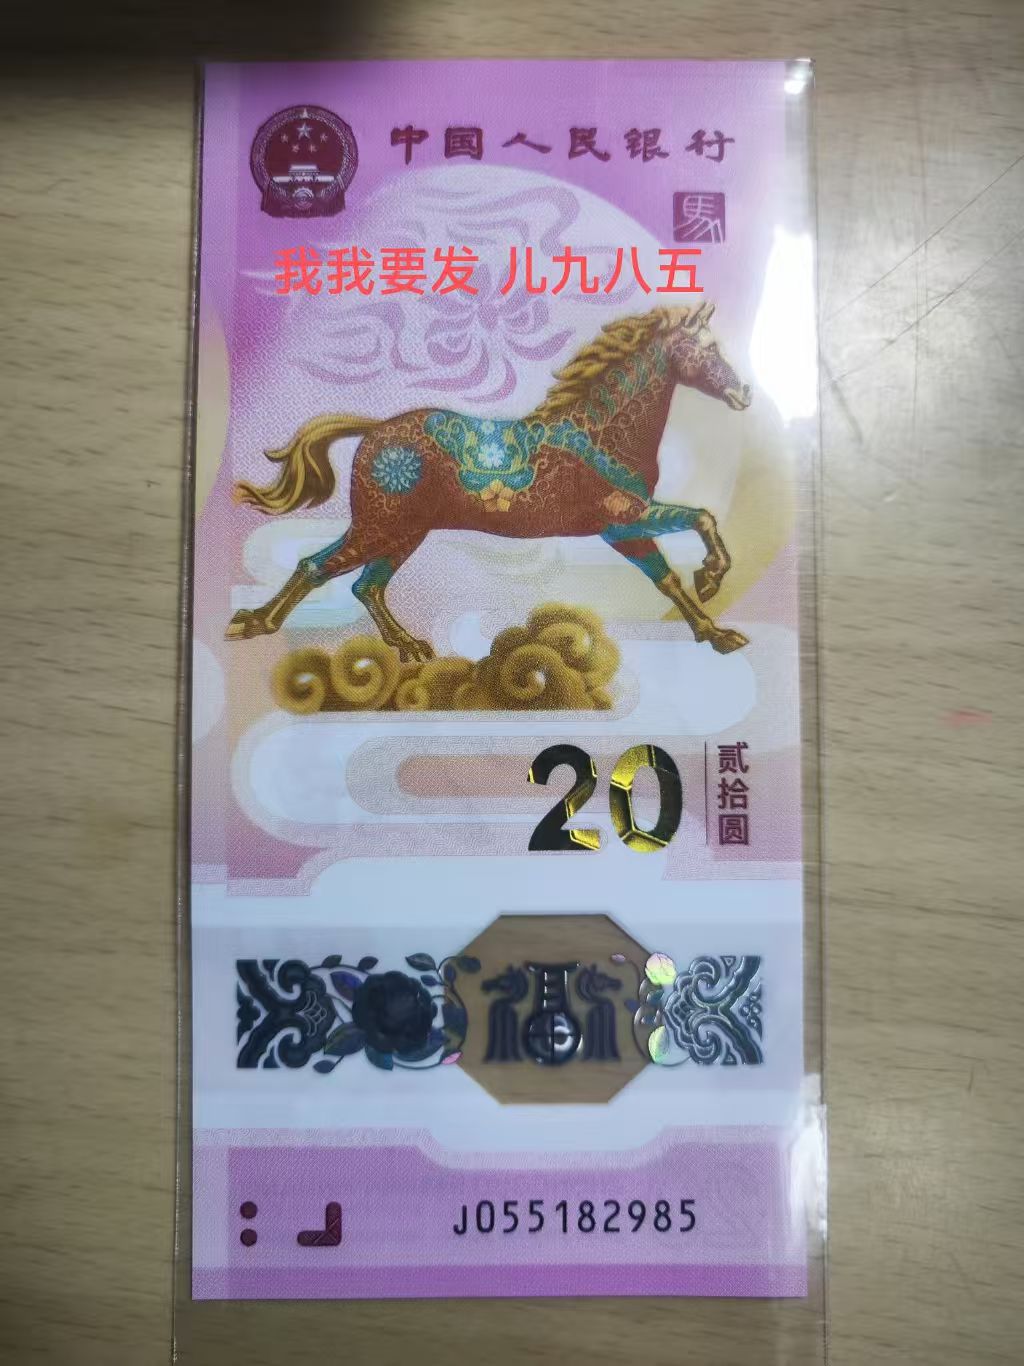 中国人民银行
馬
我我要发 儿九八五
20
贰拾圆
J055182985